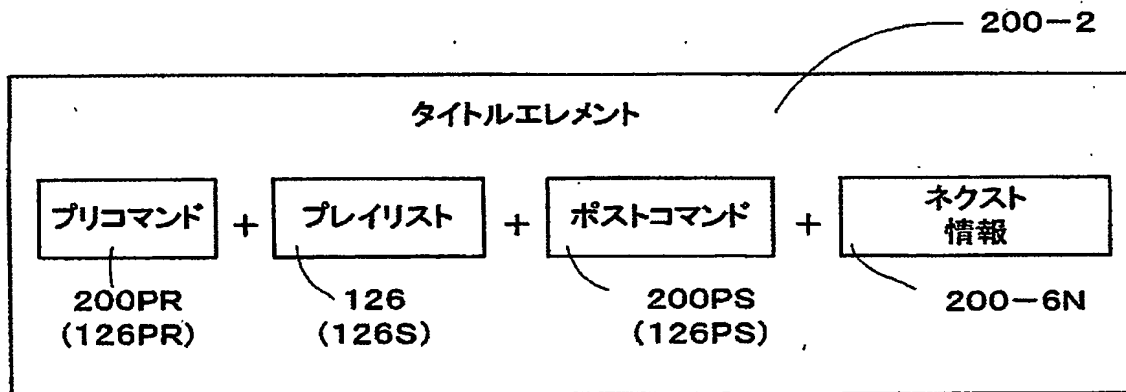 200-2
タイトルエレメント
プリコマンド + プレイリスト + ポストコマンド + ネクスト
情報
200PR 126 200PS 200-6N
(126PR) (126S) (126PS)